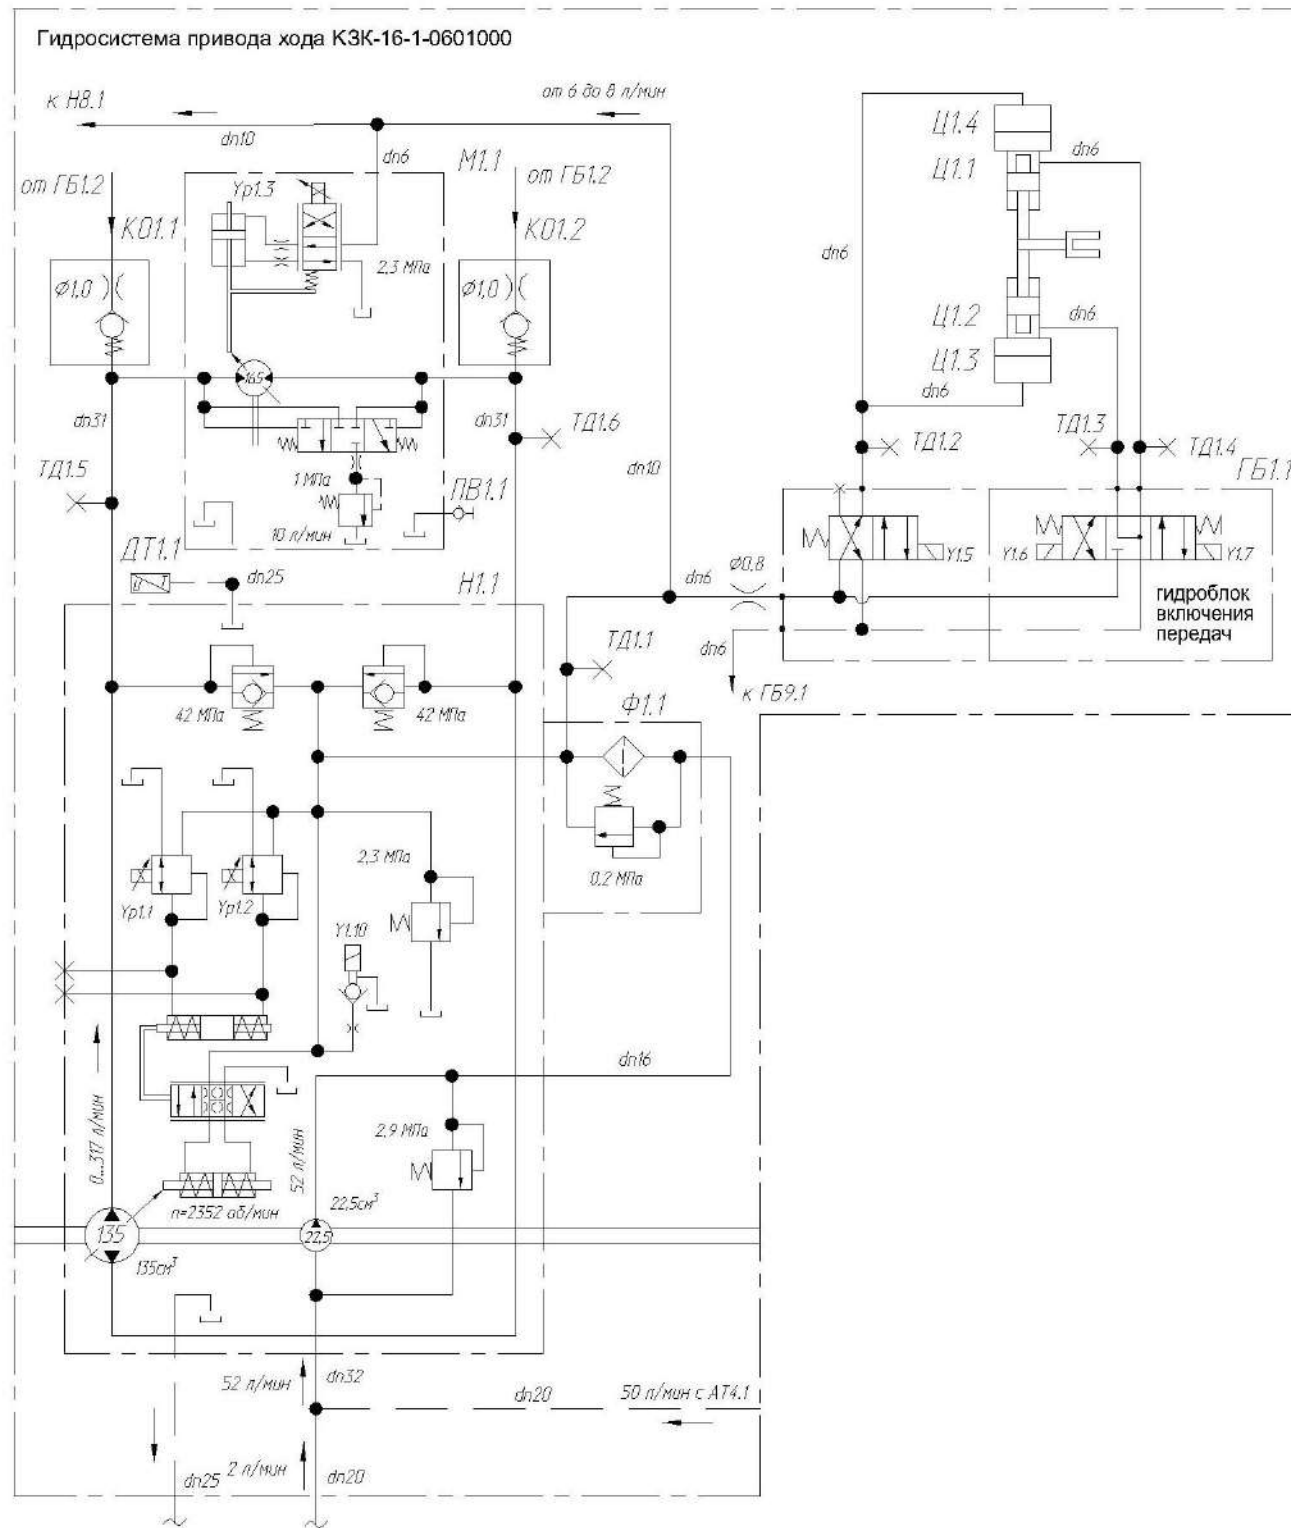 Гидросистема привода хода КЗК-16-1-0601000
к Н8.1
от 6 до 8 л/мин
dn10
dn6
М1.1
от ГБ1.2
Yp1.3
от ГБ1.2
КО1.1
КО1.2
2,3 МПа
Ø1,0
Ø1,0
Ц1.4
Ц1.1
dn6
dn6
Ц1.2
dn6
Ц1.3
dn6
165
dn31
dn31
ТД1.6
ТД1.5
ТД1.2
ТД1.3
ТД1.4
ГБ1.1
1 МПа
ПВ1.1
dn10
10 л/мин
ДТ1.1
dn25
Н1.1
Y1.5
Y1.6
Y1.7
Ø0,8
dn6
гидроблок
включения
передач
ТД1.1
dn6
к ГБ9.1
42 МПа
42 МПа
Ф1.1
2,3 МПа
0,2 МПа
Yp1.1
Yp1.2
Y1.10
dn16
0...317 л/мин
52 л/мин
2,9 МПа
n=2352 об/мин
22,5см³
135
22,5
135см³
52 л/мин
dn32
dn20
50 л/мин с АТ4.1
dn25
2 л/мин
dn20